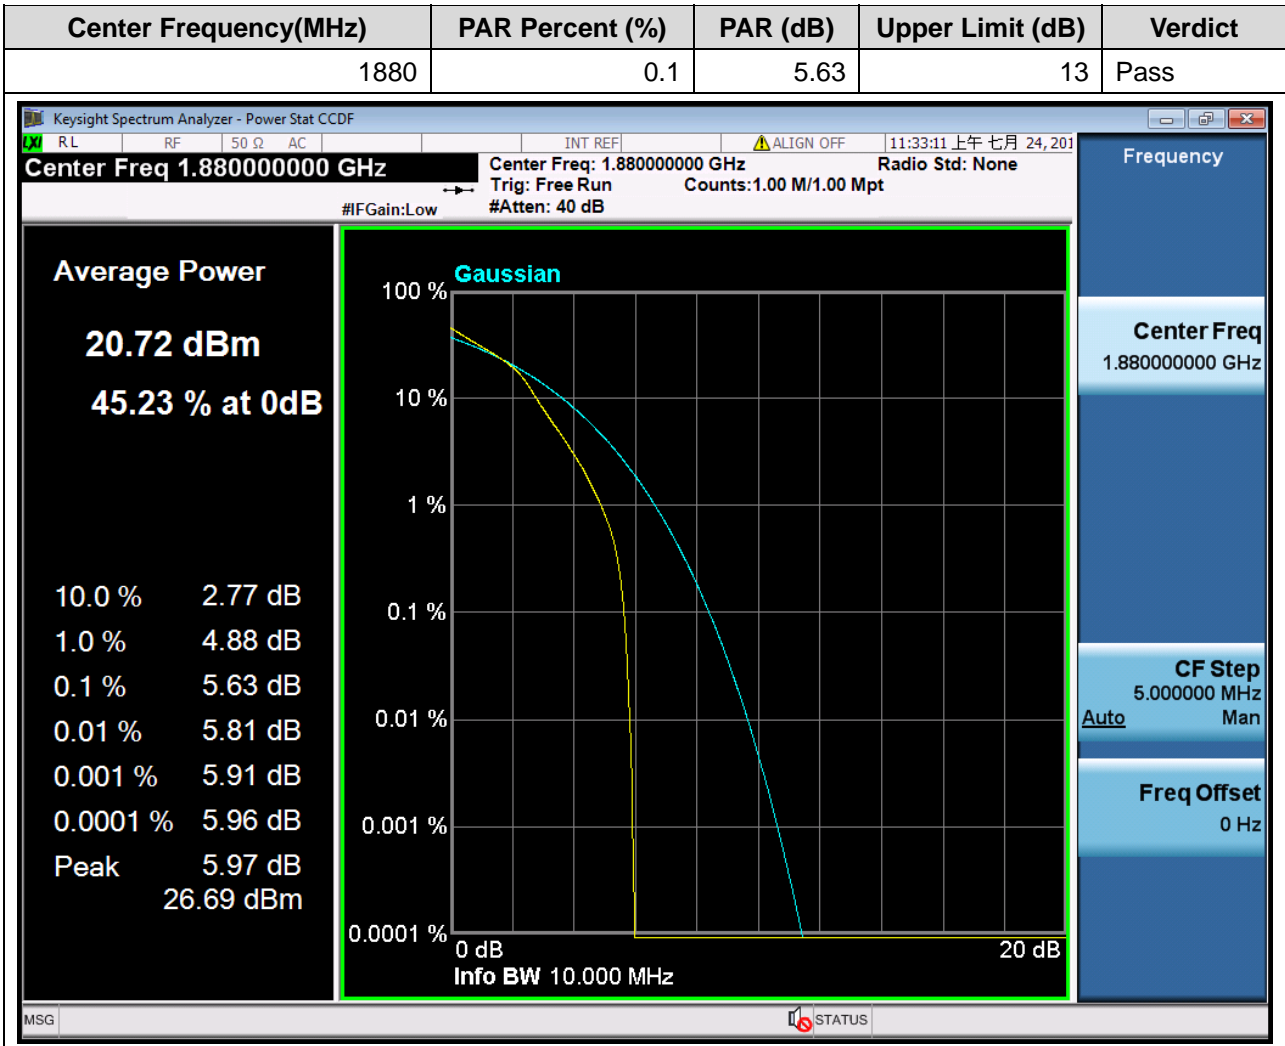 Center Frequency(MHz) PAR Percent (%) PAR (dB) Upper Limit (dB) Verdict
1880 0.1 5.63 13 Pass
Keysight Spectrum Analyzer - Power Stat CCDF
LXI RL RF 50 Ω AC INT REF ALIGN OFF 11:33:11 上午 七月 24, 201
Center Freq 1.880000000 GHz
Center Freq: 1.880000000 GHz Radio Std: None
Trig: Free Run Counts:1.00 M/1.00 Mpt
#IFGain:Low #Atten: 40 dB
Average Power
20.72 dBm
45.23 % at 0dB
10.0 % 2.77 dB
1.0 % 4.88 dB
0.1 % 5.63 dB
0.01 % 5.81 dB
0.001 % 5.91 dB
0.0001 % 5.96 dB
Peak 5.97 dB
26.69 dBm
Gaussian
100 %
10 %
1 %
0.1 %
0.01 %
0.001 %
0.0001 %
0 dB 20 dB
Info BW 10.000 MHz
Frequency
Center Freq
1.880000000 GHz
CF Step
5.000000 MHz
Auto Man
Freq Offset
0 Hz
MSG STATUS